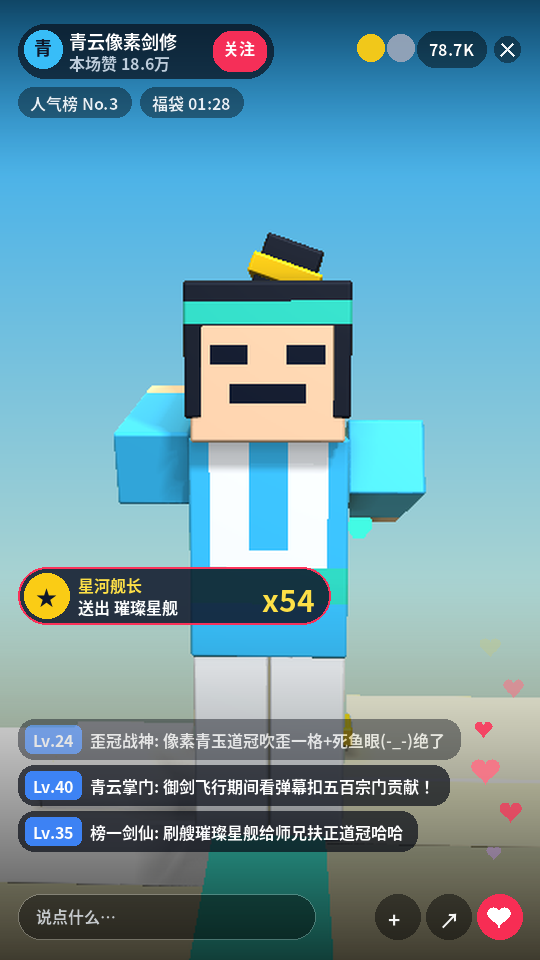 青
青云像素剑修
本场赞 18.6万
关注
78.7K
人气榜 No.3
福袋 01:28
星河舰长
送出 璀璨星舰
x54
Lv.24 歪冠战神: 像素青玉道冠吹歪一格+死鱼眼(-_-)绝了
Lv.40 青云掌门: 御剑飞行期间看弹幕扣五百宗门贡献！
Lv.35 榜一剑仙: 刷艘璀璨星舰给师兄扶正道冠哈哈
说点什么…